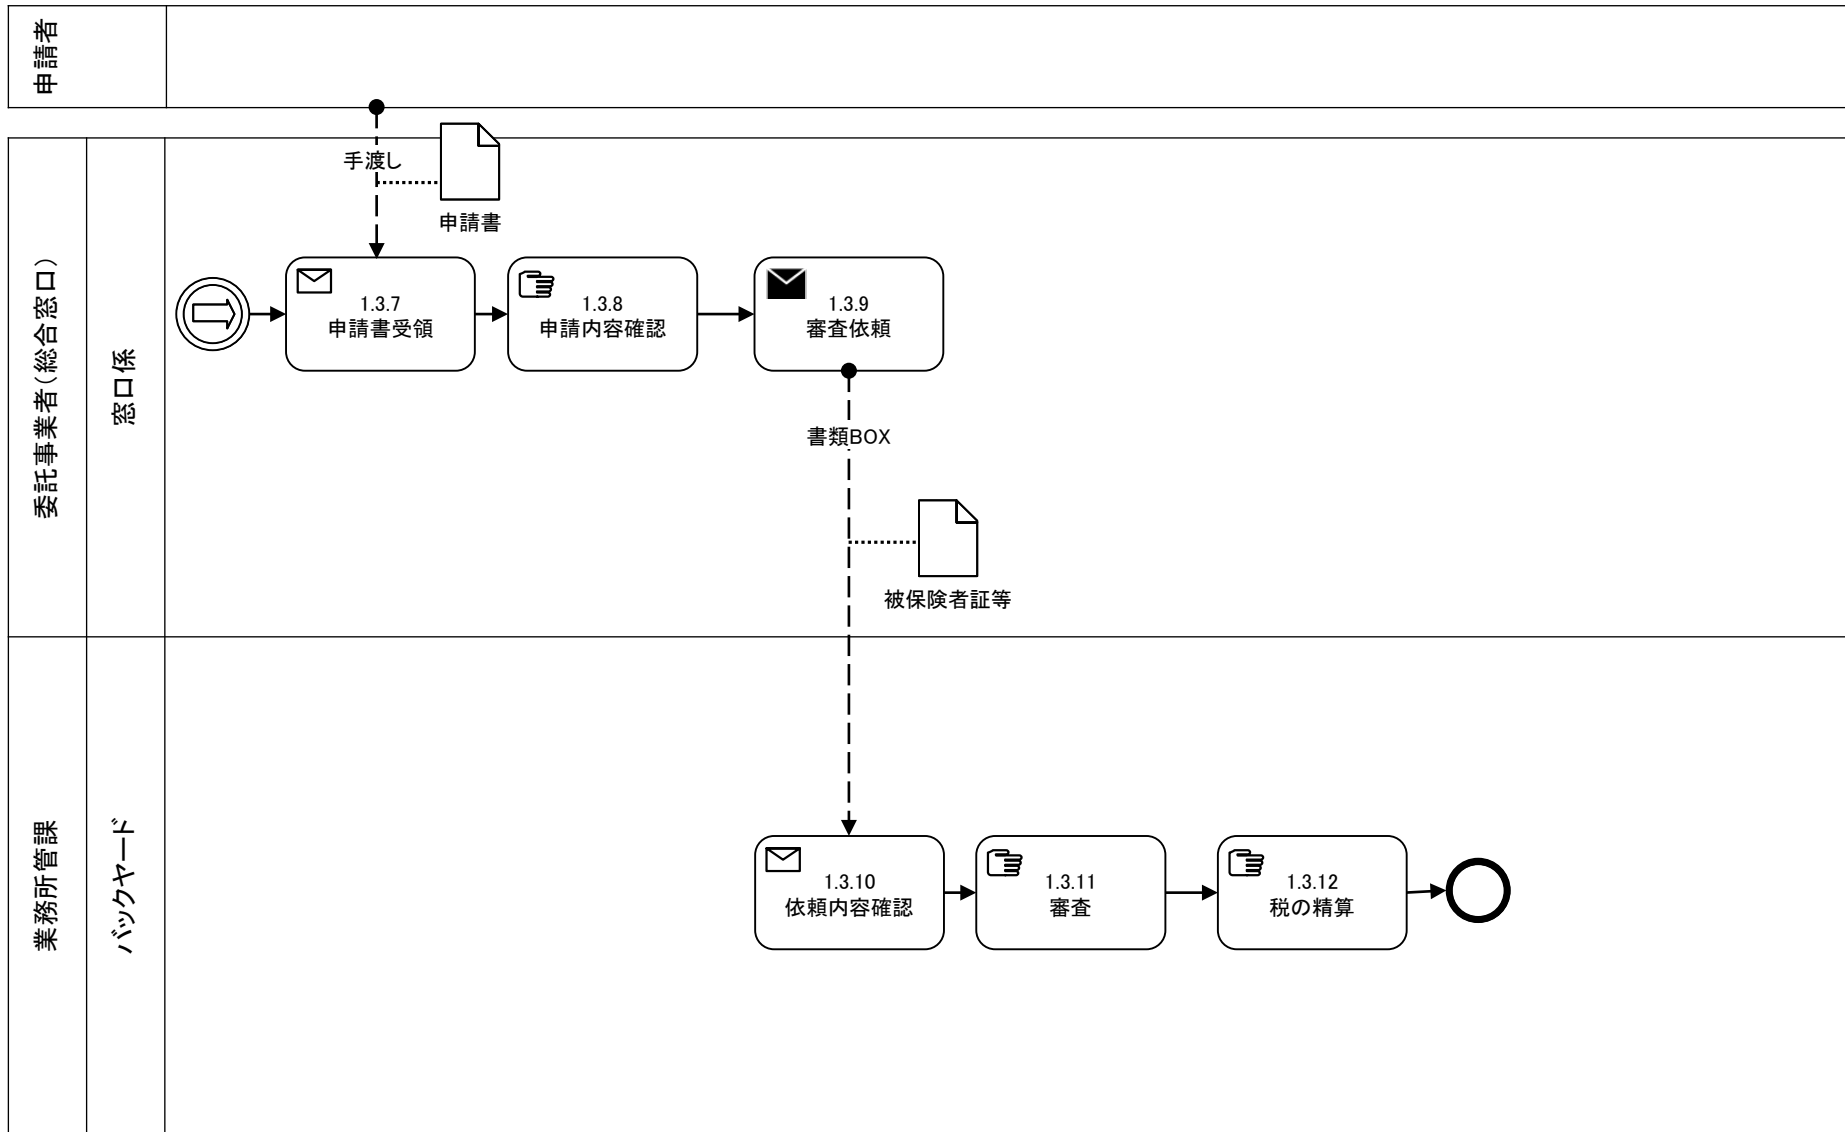 申請者
手渡し
申請書
委託事業者（総合窓口）
窓口係
1.3.7
申請書受領
1.3.8
申請内容確認
1.3.9
審査依頼
書類BOX
被保険者証等
業務所管課
バックヤード
1.3.10
依頼内容確認
1.3.11
審査
1.3.12
税の精算